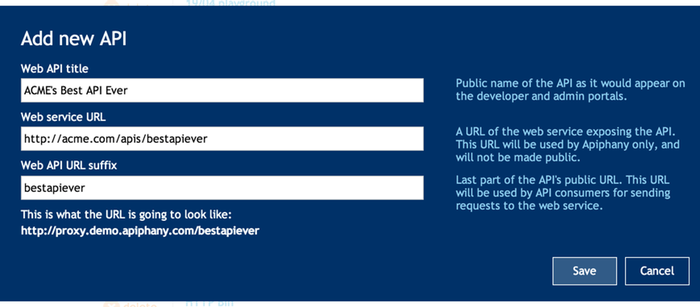 Add new API
Web API title
ACME's Best API Ever
Public name of the API as it would appear on
the developer and admin portals.
Web service URL
http://acme.com/apis/bestapiever
A URL of the web service exposing the API.
This URL will be used by Apiphany only, and
will not be made public.
Web API URL suffix
bestapiever
Last part of the API's public URL. This URL
will be used by API consumers for sending
requests to the web service.
This is what the URL is going to look like:
http://proxy.demo.apiphany.com/bestapiever
Save
Cancel